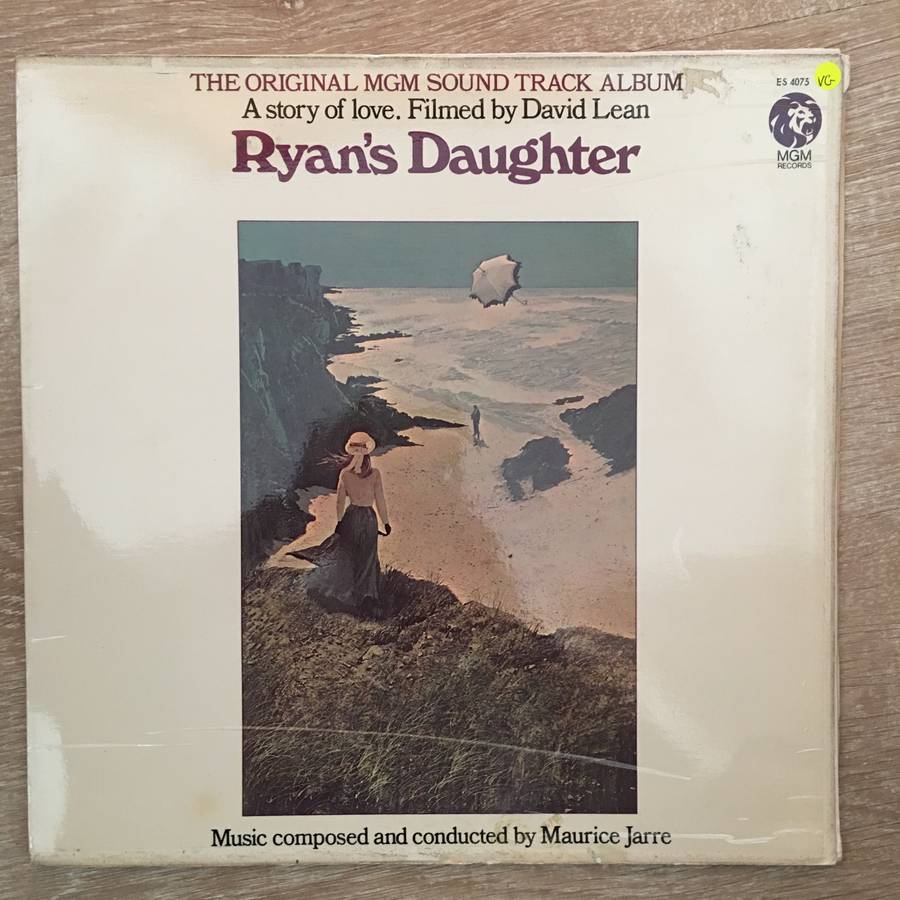 THE ORIGINAL MGM SOUND TRACK ALBUM
A story of love. Filmed by David Lean
Ryan's Daughter
ES 4075
VG-
MGM
RECORDS
Music composed and conducted by Maurice Jarre